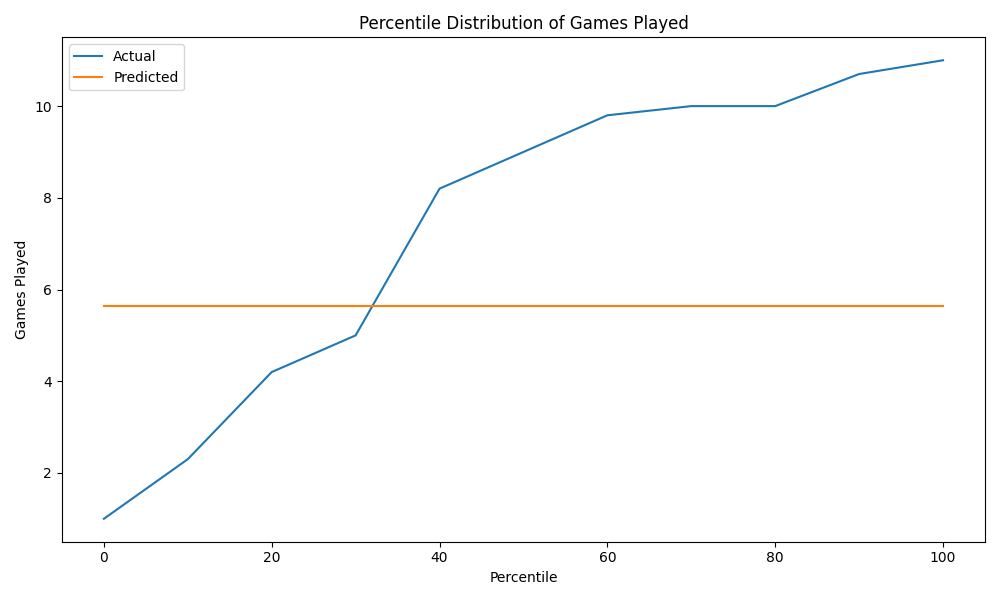 Percentile Distribution of Games Played
Actual
Predicted
10
8
6
4
2
Games Played
0 20 40 60 80 100
Percentile